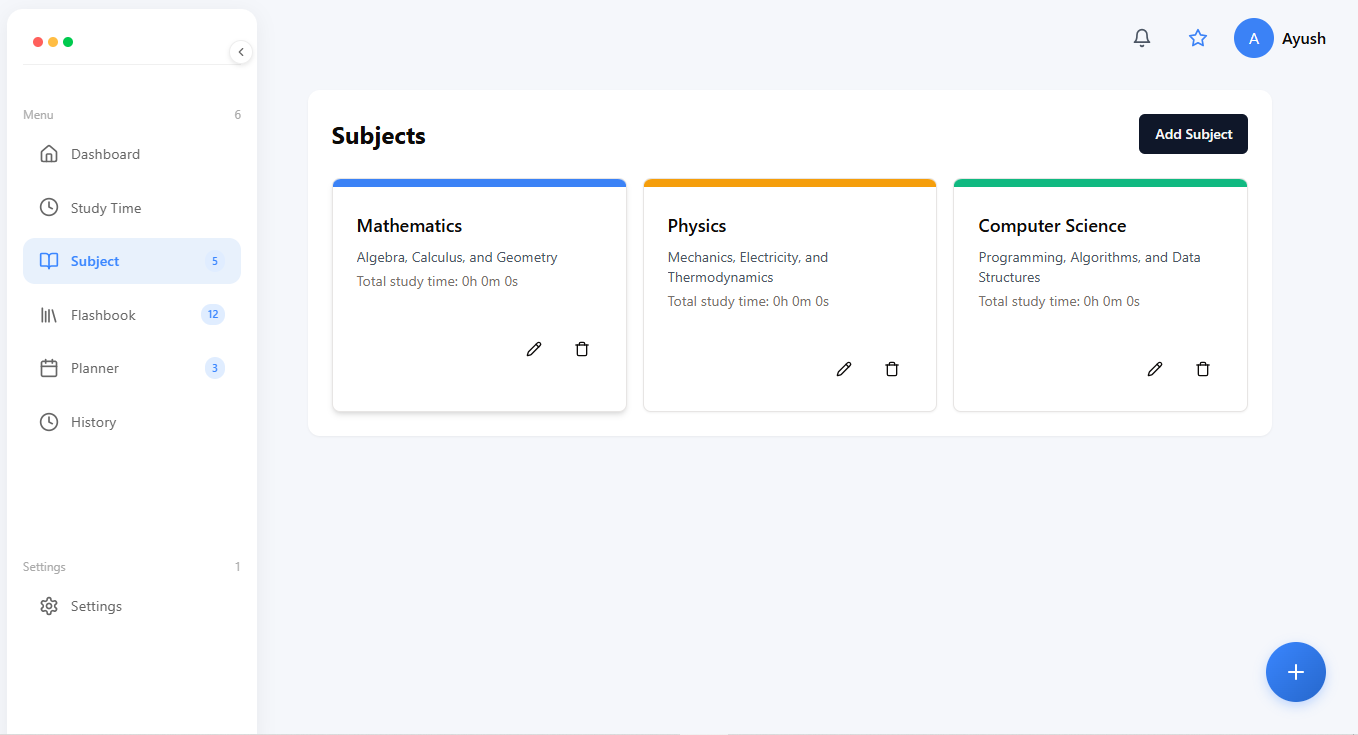 A
Ayush
Menu
6
Dashboard
Study Time
Subject
5
Flashbook
12
Planner
3
History
Settings
1
Settings
Subjects
Add Subject
Mathematics
Algebra, Calculus, and Geometry
Total study time: 0h 0m 0s
Physics
Mechanics, Electricity, and
Thermodynamics
Total study time: 0h 0m 0s
Computer Science
Programming, Algorithms, and Data
Structures
Total study time: 0h 0m 0s